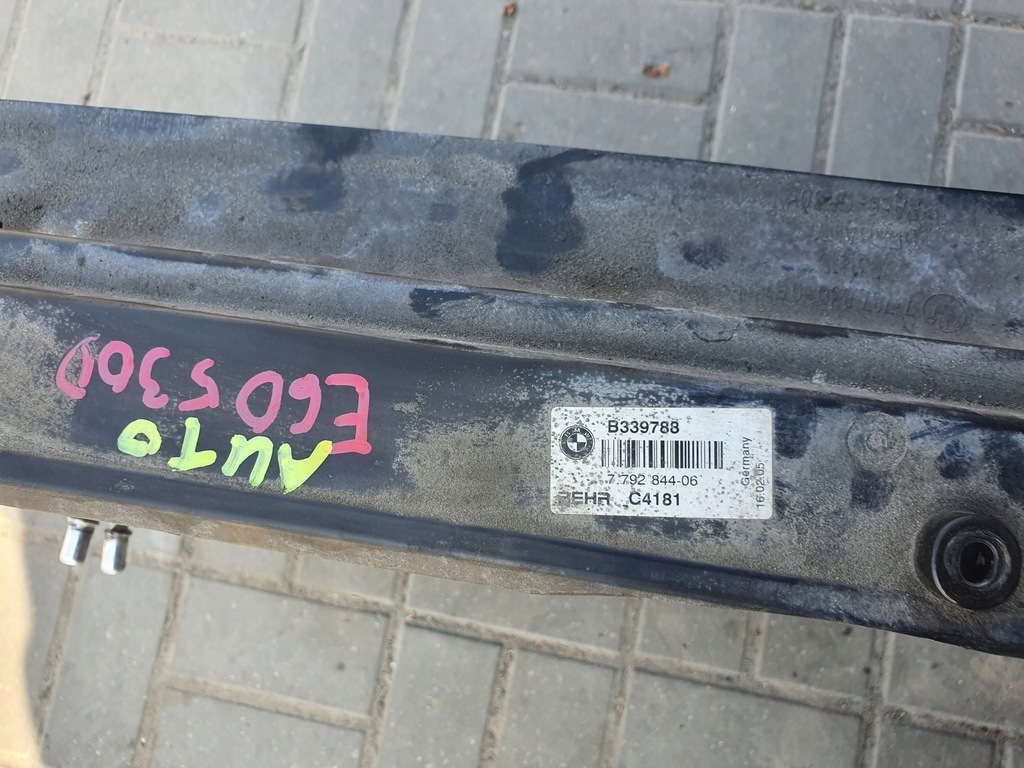 B339788
7 792 844-06
BEHR C4181
Germany
16.02.05
E60 530D
AUTO